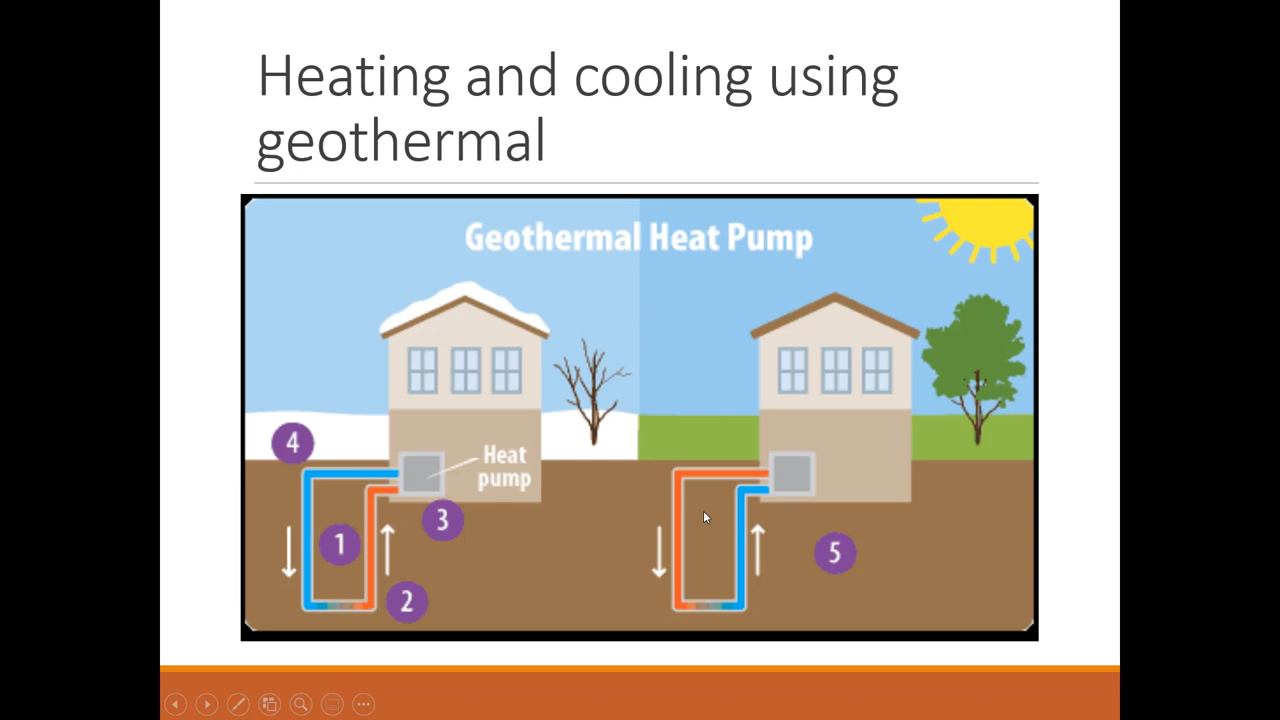 Heating and cooling using
geothermal
Geothermal Heat Pump
4
Heat
pump
3
1
5
2